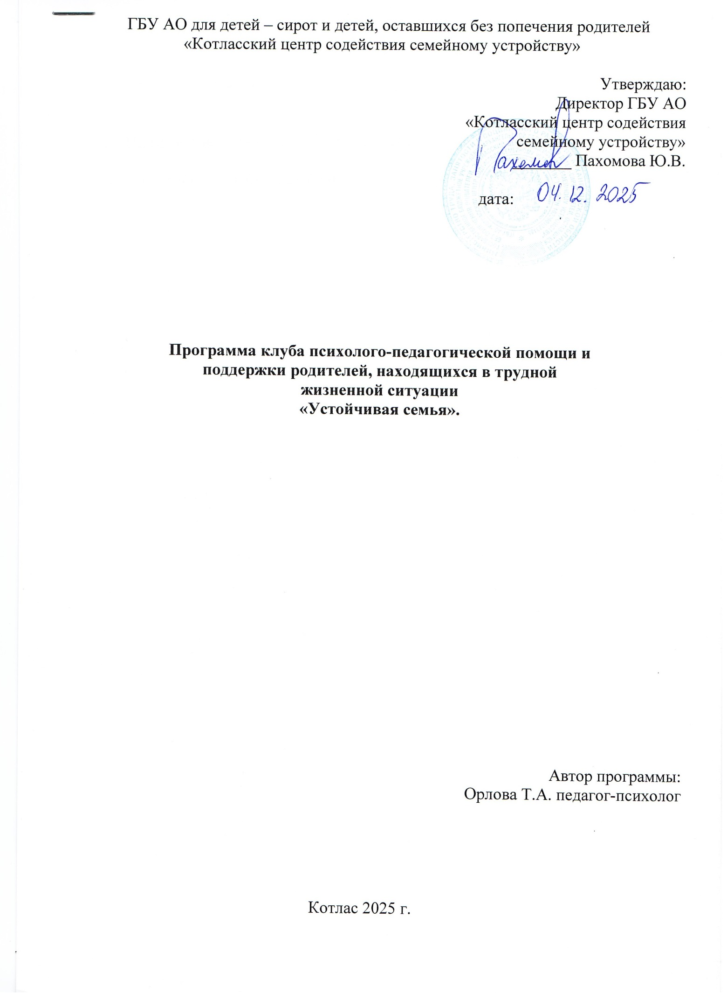 ГБУ АО для детей – сирот и детей, оставшихся без попечения родителей
«Котласский центр содействия семейному устройству»
Утверждаю:
Директор ГБУ АО
«Котласский центр содействия
семейному устройству»
Пахомова Ю.В.
дата: 04.12.2025
Программа клуба психолого-педагогической помощи и
поддержки родителей, находящихся в трудной
жизненной ситуации
«Устойчивая семья».
Автор программы:
Орлова Т.А. педагог-психолог
Котлас 2025 г.